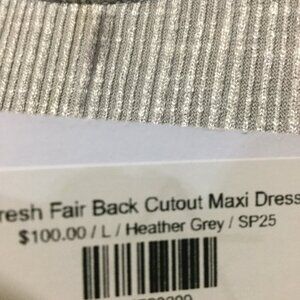 resh Fair Back Cutout Maxi Dress
$100.00 / L / Heather Grey / SP25